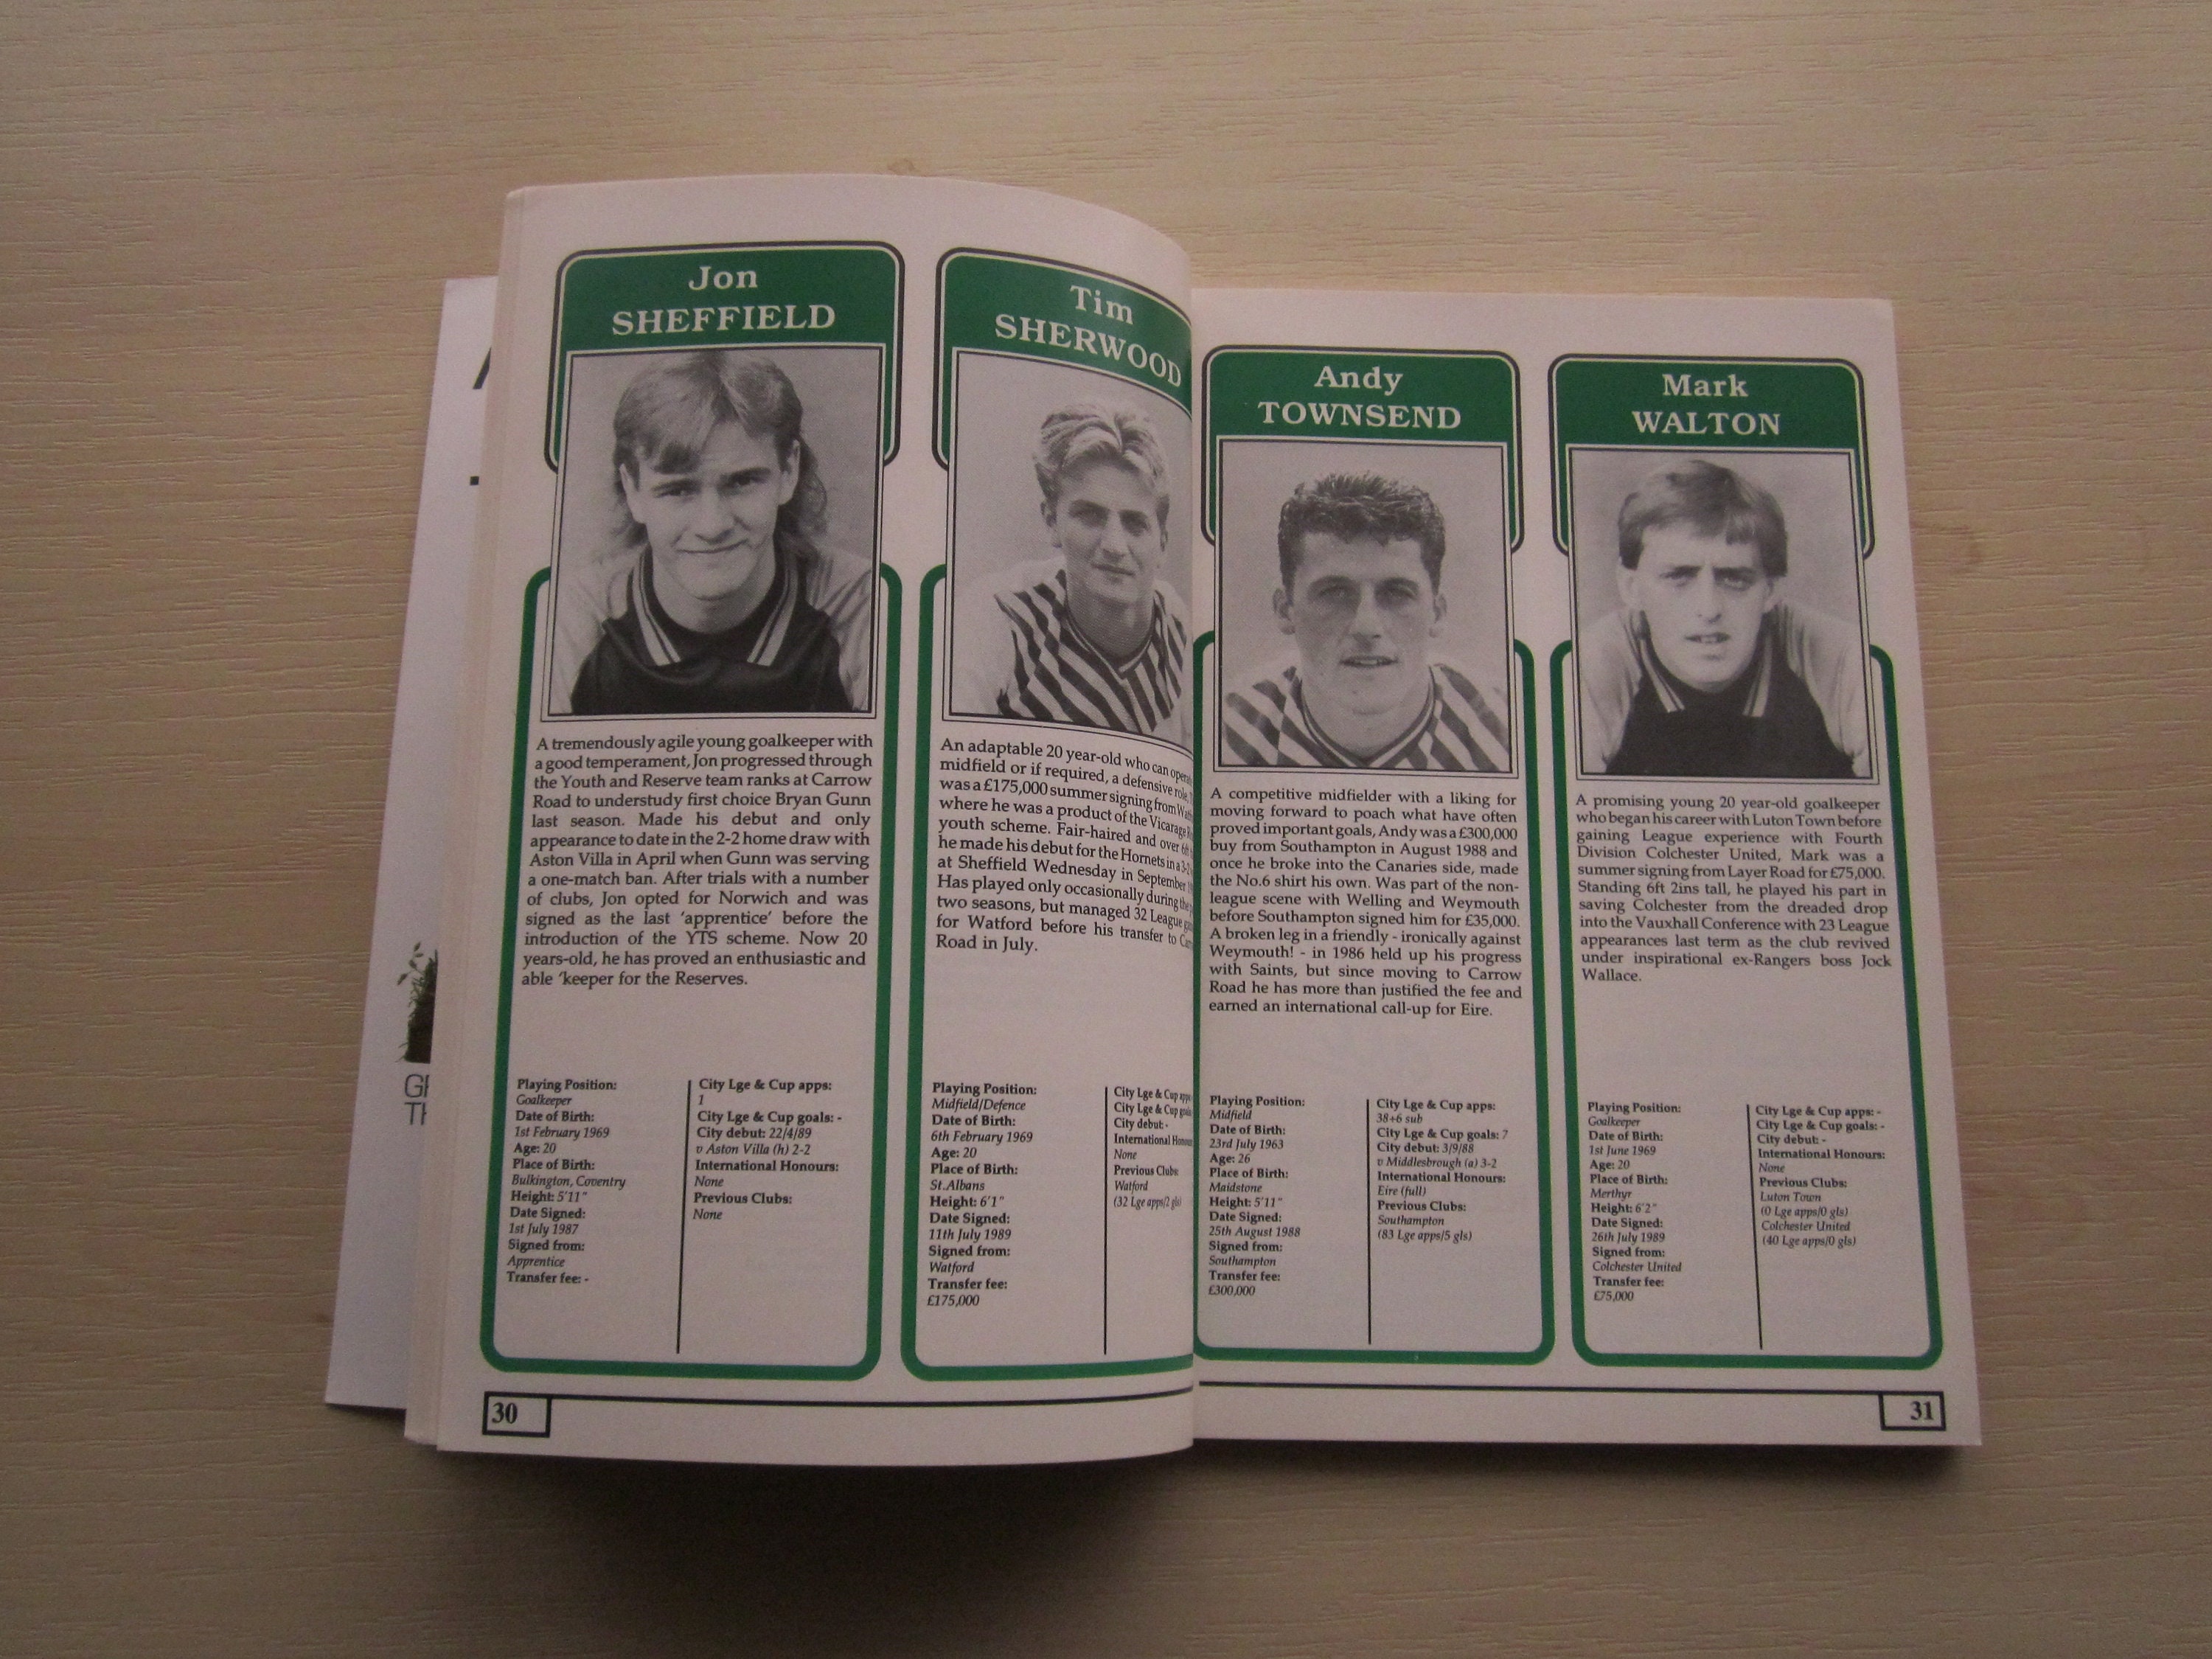 Jon
SHEFFIELD
A tremendously agile young goalkeeper with
a good temperament, Jon progressed through
the Youth and Reserve team ranks at Carrow
Road to understudy first choice Bryan Gunn
last season. Made his debut and only
appearance to date in the 2-2 home draw with
Aston Villa in April when Gunn was serving
a one-match ban. After trials with a number
of clubs, Jon opted for Norwich and was
signed as the last ‘apprentice’ before the
introduction of the YTS scheme. Now 20
years-old, he has proved an enthusiastic and
able ‘keeper for the Reserves.
Playing Position:
Goalkeeper
Date of Birth:
1st February 1969
Age: 20
Place of Birth:
Bulkington, Coventry
Height: 5'11"
Date Signed:
1st July 1987
Signed from:
Apprentice
Transfer fee: -
City Lge & Cup apps:
1
City Lge & Cup goals: -
City debut: 22/4/89
v Aston Villa (h) 2-2
International Honours:
None
Previous Clubs:
None
Tim
SHERWOOD
An adaptable 20 year-old who can
midfield or if required, a defensive role,
was a £175,000 summer signing from
where he was a product of the Vicarage
youth scheme. Fair-haired and over 6ft
he made his debut for the Hornets in a
at Sheffield Wednesday in September
Has played only occasionally during the
two seasons, but managed 32 League
for Watford before his transfer to
Road in July.
Playing Position:
Midfield/Defence
Date of Birth:
6th February 1969
Age: 20
Place of Birth:
St.Albans
Height: 6'1"
Date Signed:
11th July 1989
Signed from:
Watford
Transfer fee:
£175,000
City Lge & Cup
City Lge & Cup
City debut: -
International
None
Previous Clubs
Watford
(32 Lge apps/2 gls)
30
Andy
TOWNSEND
A competitive midfielder with a liking for
moving forward to poach what have often
proved important goals, Andy was a £300,000
buy from Southampton in August 1988 and
once he broke into the Canaries side, made
the No.6 shirt his own. Was part of the non-
league scene with Welling and Weymouth
before Southampton signed him for £35,000.
A broken leg in a friendly - ironically against
Weymouth! - in 1986 held up his progress
with Saints, but since moving to Carrow
Road he has more than justified the fee and
earned an international call-up for Eire.
Playing Position:
Midfield
Date of Birth:
23rd July 1963
Age: 26
Place of Birth:
Maidstone
Height: 5'11"
Date Signed:
25th August 1988
Signed from:
Southampton
Transfer fee:
£300,000
City Lge & Cup apps:
38+6 sub
City Lge & Cup goals: 7
City debut: 3/9/88
v Middlesbrough (a) 3-2
International Honours:
Eire (full)
Previous Clubs:
Southampton
(83 Lge apps/5 gls)
Mark
WALTON
A promising young 20 year-old goalkeeper
who began his career with Luton Town before
gaining League experience with Fourth
Division Colchester United, Mark was a
summer signing from Layer Road for £75,000.
Standing 6ft 2ins tall, he played his part in
saving Colchester from the dreaded drop
into the Vauxhall Conference with 23 League
appearances last term as the club revived
under inspirational ex-Rangers boss Jock
Wallace.
Playing Position:
Goalkeeper
Date of Birth:
1st June 1969
Age: 20
Place of Birth:
Merthyr
Height: 6'2"
Date Signed:
26th July 1989
Signed from:
Colchester United
Transfer fee:
£75,000
City Lge & Cup apps: -
City Lge & Cup goals: -
City debut: -
International Honours:
None
Previous Clubs:
Luton Town
(0 Lge apps/0 gls)
Colchester United
(40 Lge apps/0 gls)
31